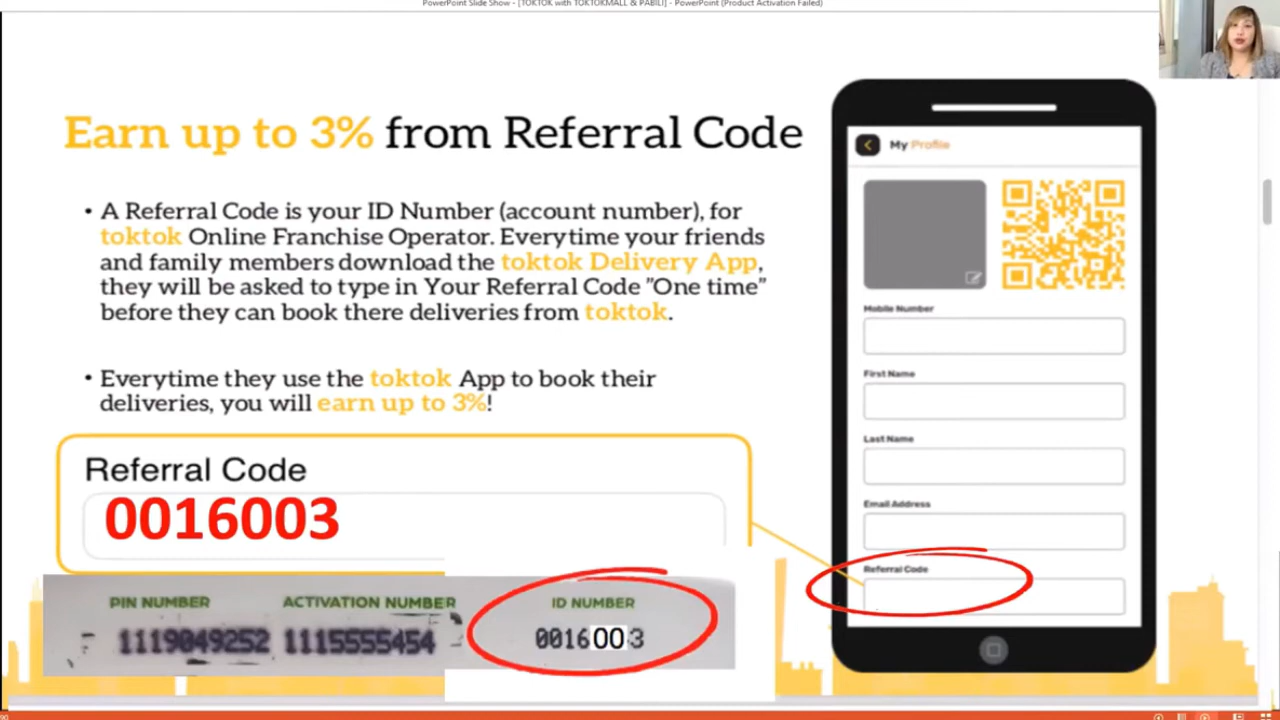 PowerPoint Slide Show - [TOKTOK with TOKTOKMALL & PABILI] - PowerPoint (Product Activation Failed)
Earn up to 3% from Referral Code
• A Referral Code is your ID Number (account number), for
toktok Online Franchise Operator. Everytime your friends
and family members download the toktok Delivery App,
they will be asked to type in Your Referral Code "One time"
before they can book there deliveries from toktok.
• Everytime they use the toktok App to book their
deliveries, you will earn up to 3%!
Referral Code
0016003
PIN NUMBER ACTIVATION NUMBER ID NUMBER
1119049252 1115555454 0016003
My Profile
Mobile Number
First Name
Last Name
Email Address
Referral Code